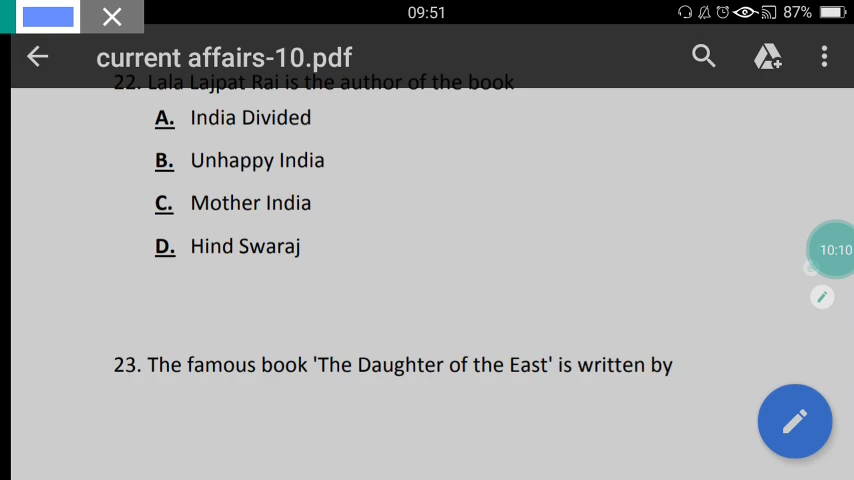 09:51
87%
current affairs-10.pdf
22. Lala Lajpat Rai is the author of the book
A. India Divided
B. Unhappy India
C. Mother India
D. Hind Swaraj
10:10
23. The famous book 'The Daughter of the East' is written by